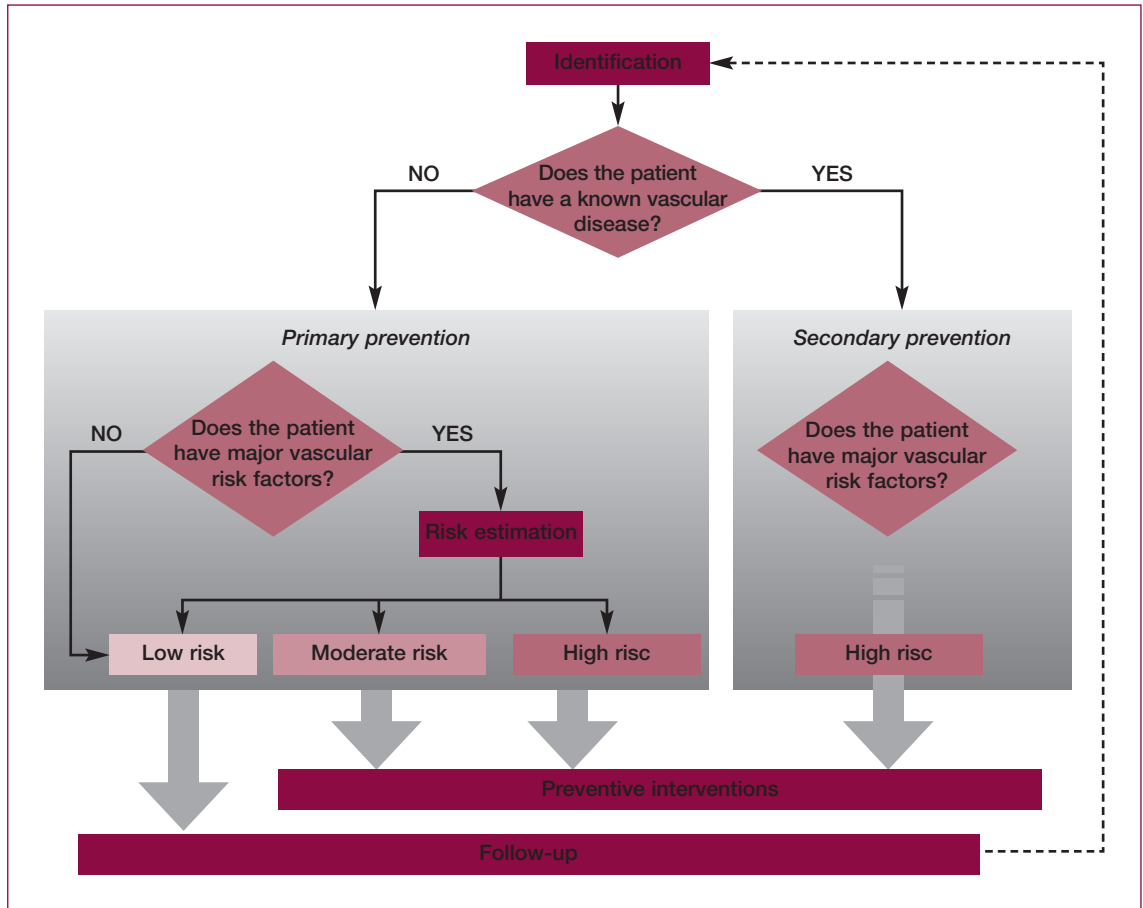 Identification
NO
Does the patient
have a known vascular
disease?
YES
Primary prevention
NO
Does the patient
have major vascular
risk factors?
YES
Risk estimation
Low risk
Moderate risk
High risc
Secondary prevention
Does the patient
have major vascular
risk factors?
High risc
Preventive interventions
Follow-up